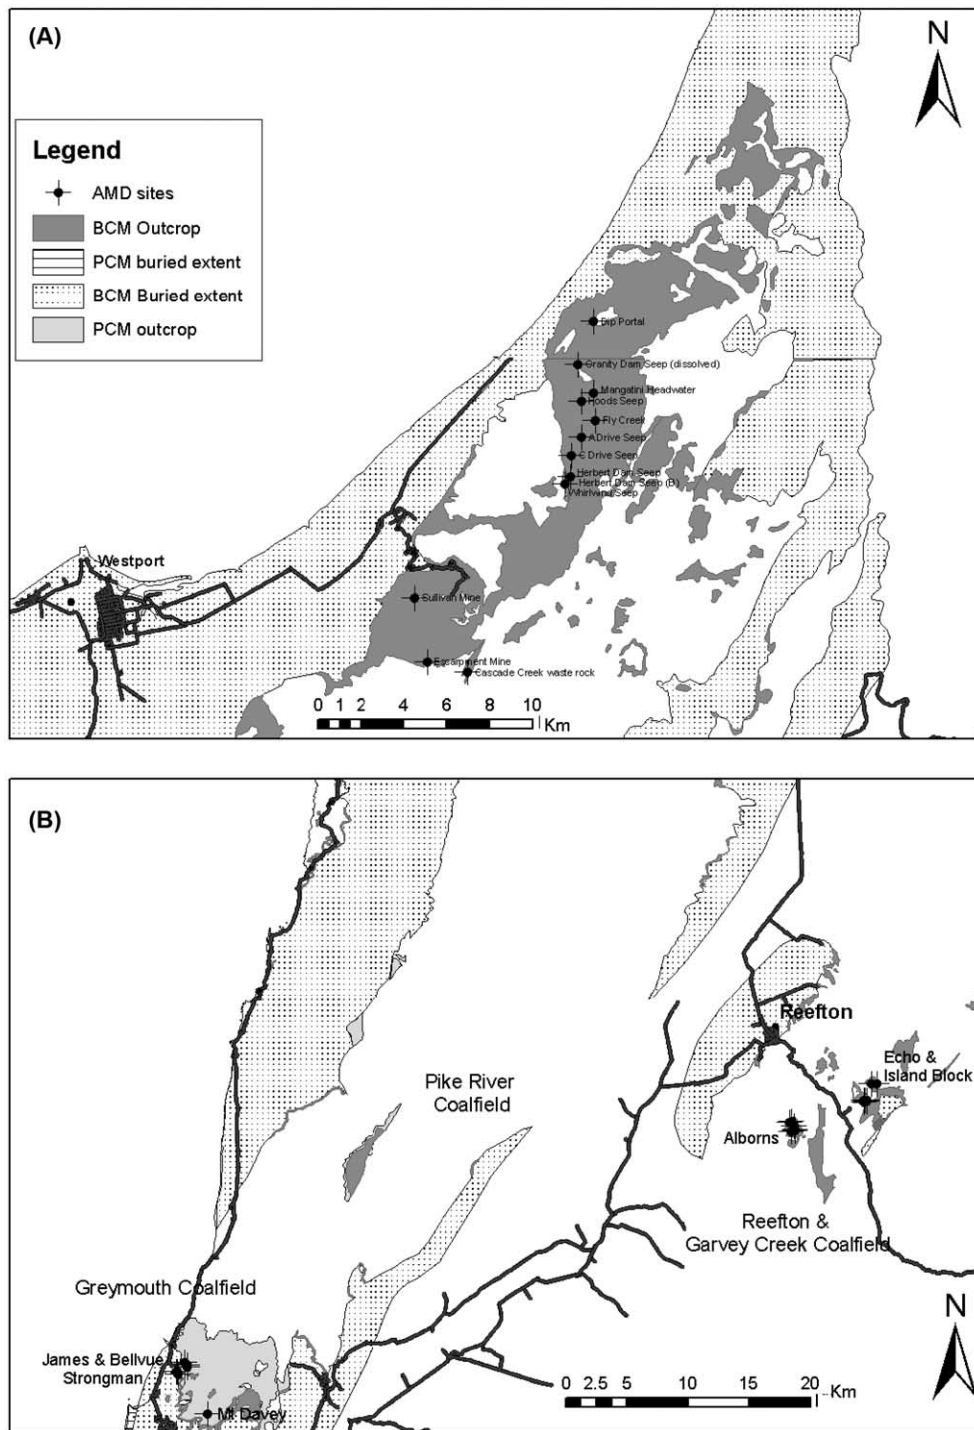 (A)
N
Legend
AMD sites
BCM Outcrop
PCM buried extent
BCM Buried extent
PCM outcrop
Dip Portal
Granity Dam Seep (dissolved)
Mangatini Headwater
Hoods Seep
Fly Creek
A Drive Seep
C Drive Seep
Herbert Dam Seep
Herbert Dam Seep (B)
Whirlwind Seep
Westport
Sullivan Mine
Escarpment Mine
Cascade Creek waste rock
0 1 2 4 6 8 10
Km
(B)
Reefton
Echo &
Island Block
Pike River
Coalfield
Alborns
Reefton &
Garvey Creek Coalfield
Greymouth Coalfield
N
James & Bellvue
Strongman
Mt Davey
0 2.5 5 10 15 20
Km